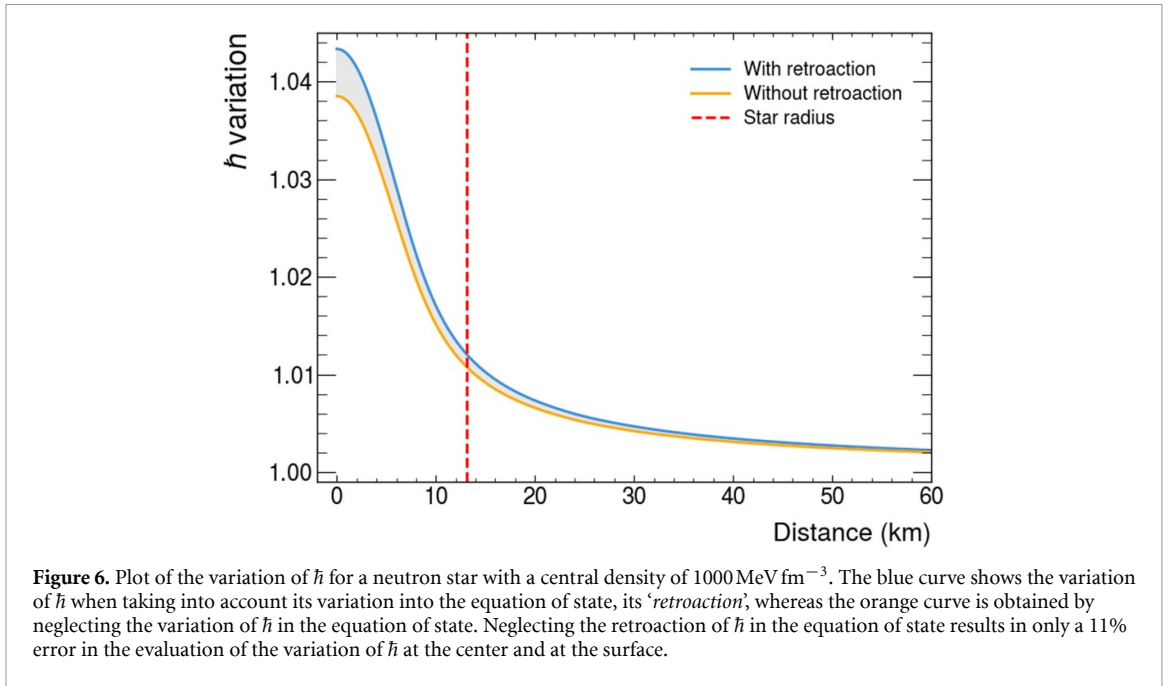 ħ variation
1.04
1.03
1.02
1.01
1.00
With retroaction
Without retroaction
Star radius
0 10 20 30 40 50 60
Distance (km)
Figure 6. Plot of the variation of ħ for a neutron star with a central density of 1000 MeV fm⁻³. The blue curve shows the variation
of ħ when taking into account its variation into the equation of state, its ‘retroaction’, whereas the orange curve is obtained by
neglecting the variation of ħ in the equation of state. Neglecting the retroaction of ħ in the equation of state results in only a 11%
error in the evaluation of the variation of ħ at the center and at the surface.